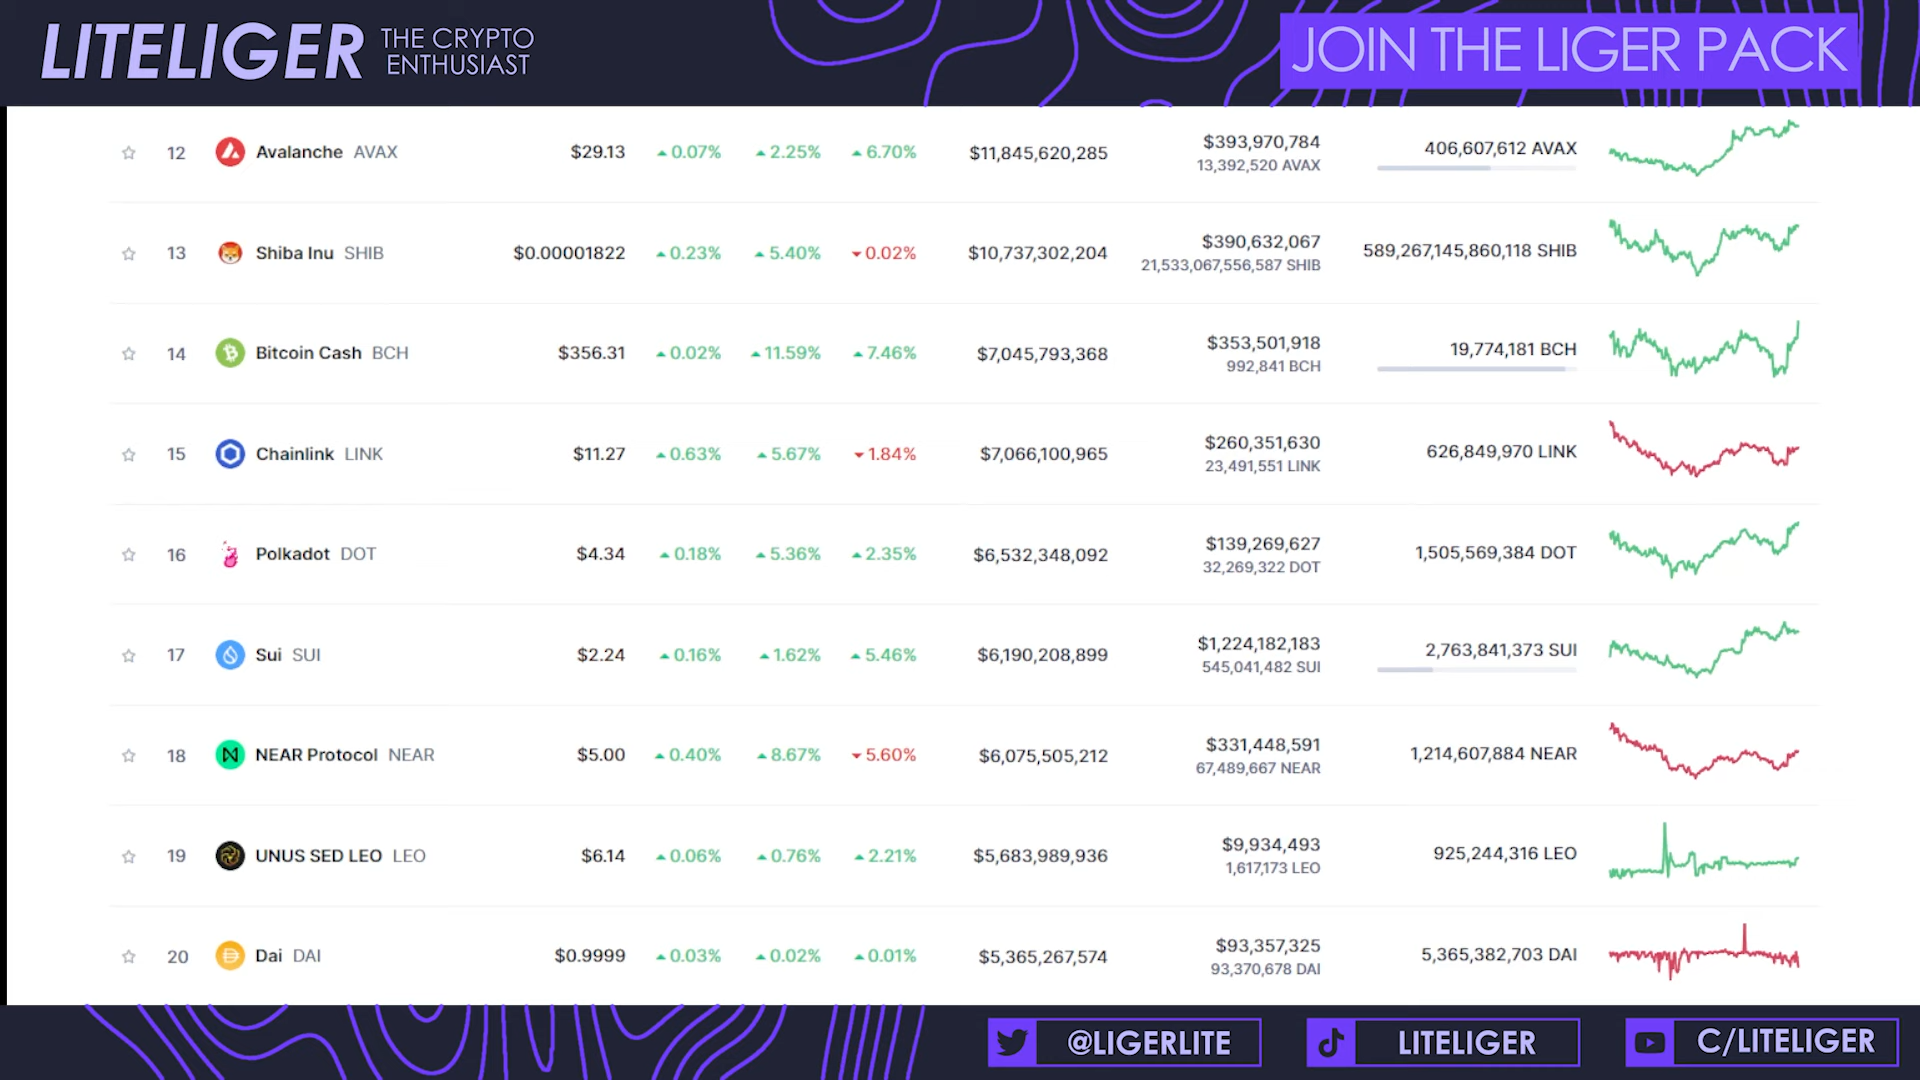 LITELIGER THE CRYPTO ENTHUSIAST
JOIN THE LIGER PACK
12 Avalanche AVAX $29.13 0.07% 2.25% 6.70% $11,845,620,285 $393,970,784 406,607,612 AVAX
13,392,520 AVAX
13 Shiba Inu SHIB $0.00001822 0.23% 5.40% 0.02% $10,737,302,204 $390,632,067 589,267,145,860,118 SHIB
21,533,067,556,587 SHIB
14 Bitcoin Cash BCH $356.31 0.02% 11.59% 7.46% $7,045,793,368 $353,501,918 19,774,181 BCH
992,841 BCH
15 Chainlink LINK $11.27 0.63% 5.67% 1.84% $7,066,100,965 $260,351,630 626,849,970 LINK
23,491,551 LINK
16 Polkadot DOT $4.34 0.18% 5.36% 2.35% $6,532,348,092 $139,269,627 1,505,569,384 DOT
32,269,322 DOT
17 Sui SUI $2.24 0.16% 1.62% 5.46% $6,190,208,899 $1,224,182,183 2,763,841,373 SUI
545,041,482 SUI
18 NEAR Protocol NEAR $5.00 0.40% 8.67% 5.60% $6,075,505,212 $331,448,591 1,214,607,884 NEAR
67,489,667 NEAR
19 UNUS SED LEO LEO $6.14 0.06% 0.76% 2.21% $5,683,989,936 $9,934,493 925,244,316 LEO
1,617,173 LEO
20 Dai DAI $0.9999 0.03% 0.02% 0.01% $5,365,267,574 $93,357,325 5,365,382,703 DAI
93,370,678 DAI
@LIGERLITE LITELIGER C/LITELIGER